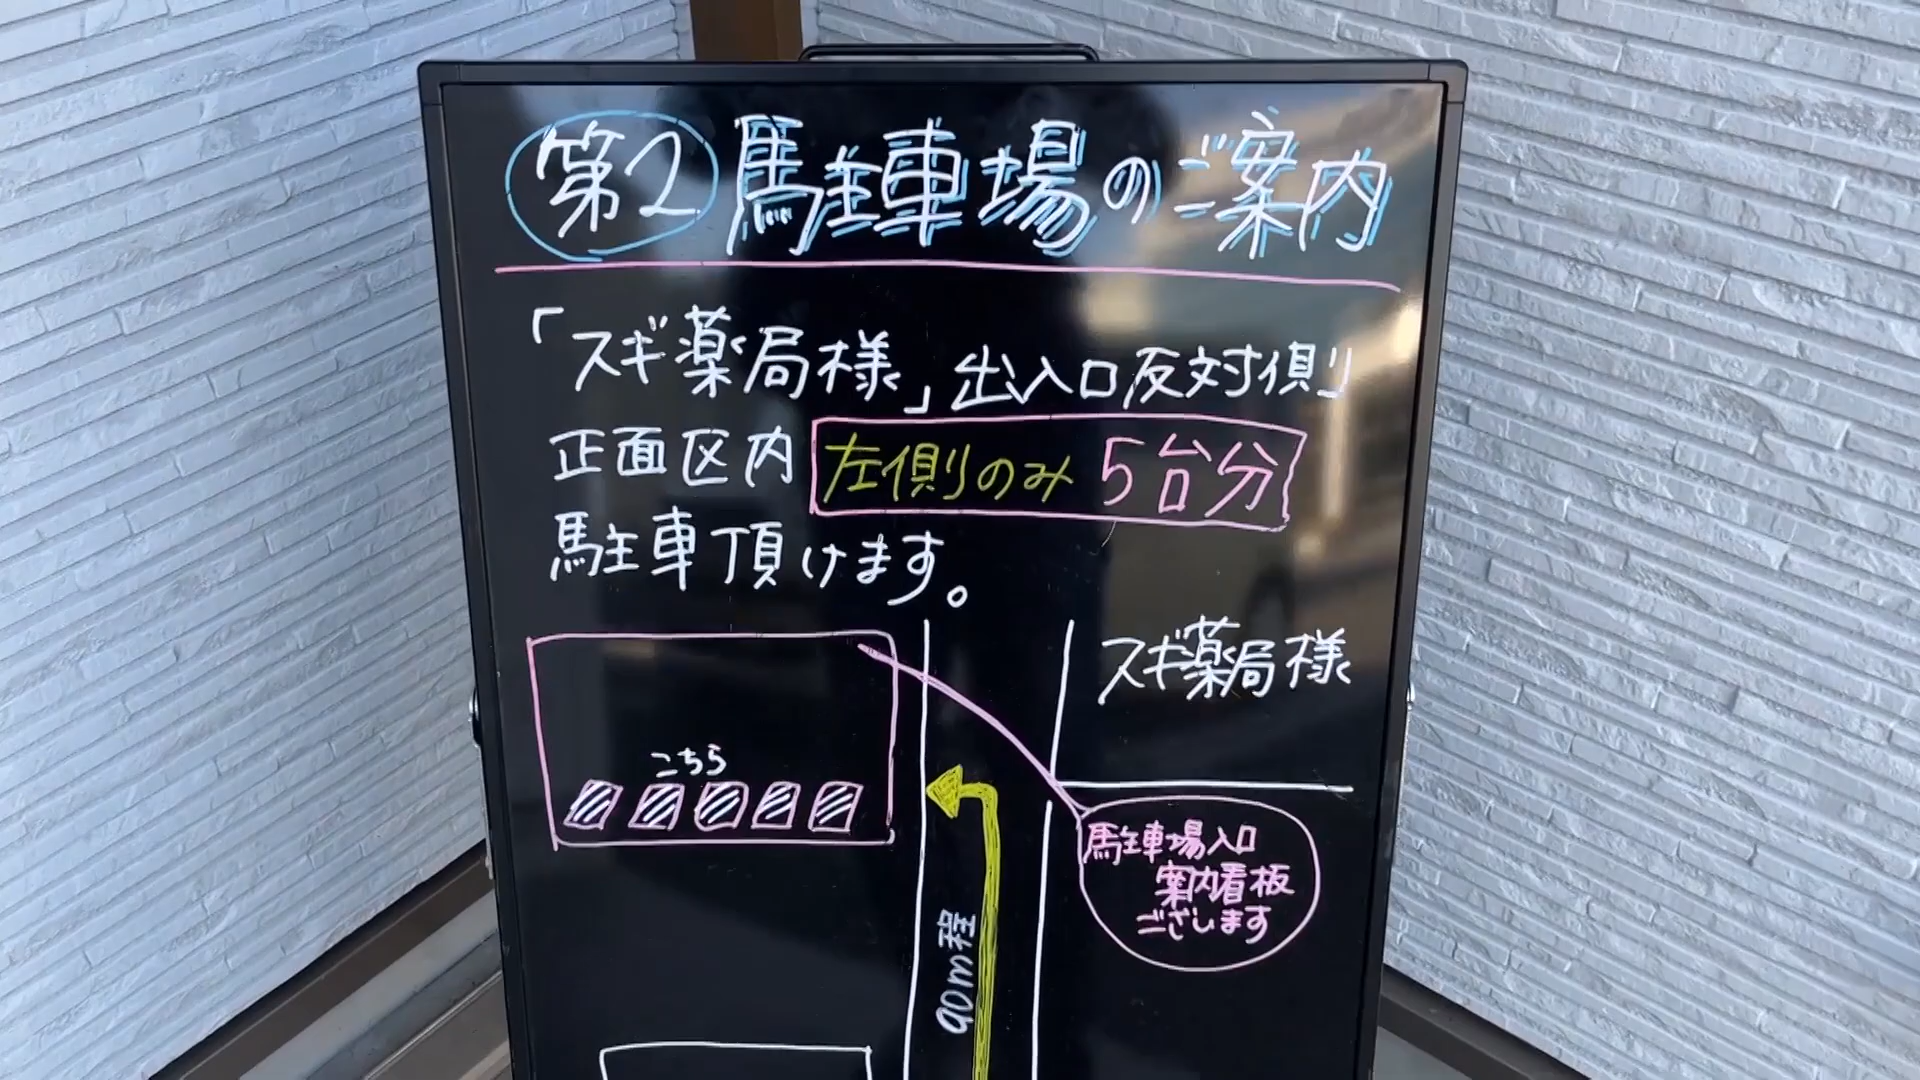 第2駐車場のご案内
「スギ薬局様」出入口反対側
正面区内 左側のみ 5台分
駐車頂けます。
スギ薬局様
こちら
駐車場入口
案内看板
ございます
90m程